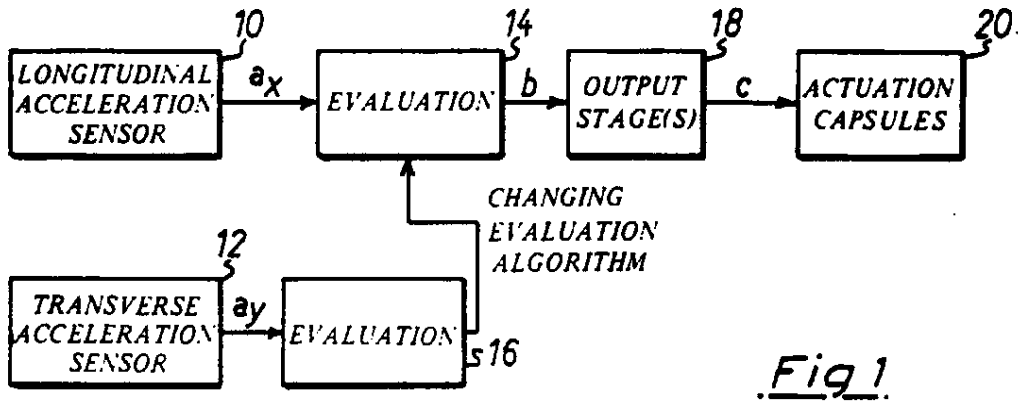 10
LONGITUDINAL
ACCELERATION
SENSOR
ax
14
EVALUATION
b
18
OUTPUT
STAGE(S)
c
20
ACTUATION
CAPSULES
CHANGING
EVALUATION
ALGORITHM
12
TRANSVERSE
ACCELERATION
SENSOR
ay
EVALUATION
16
Fig 1